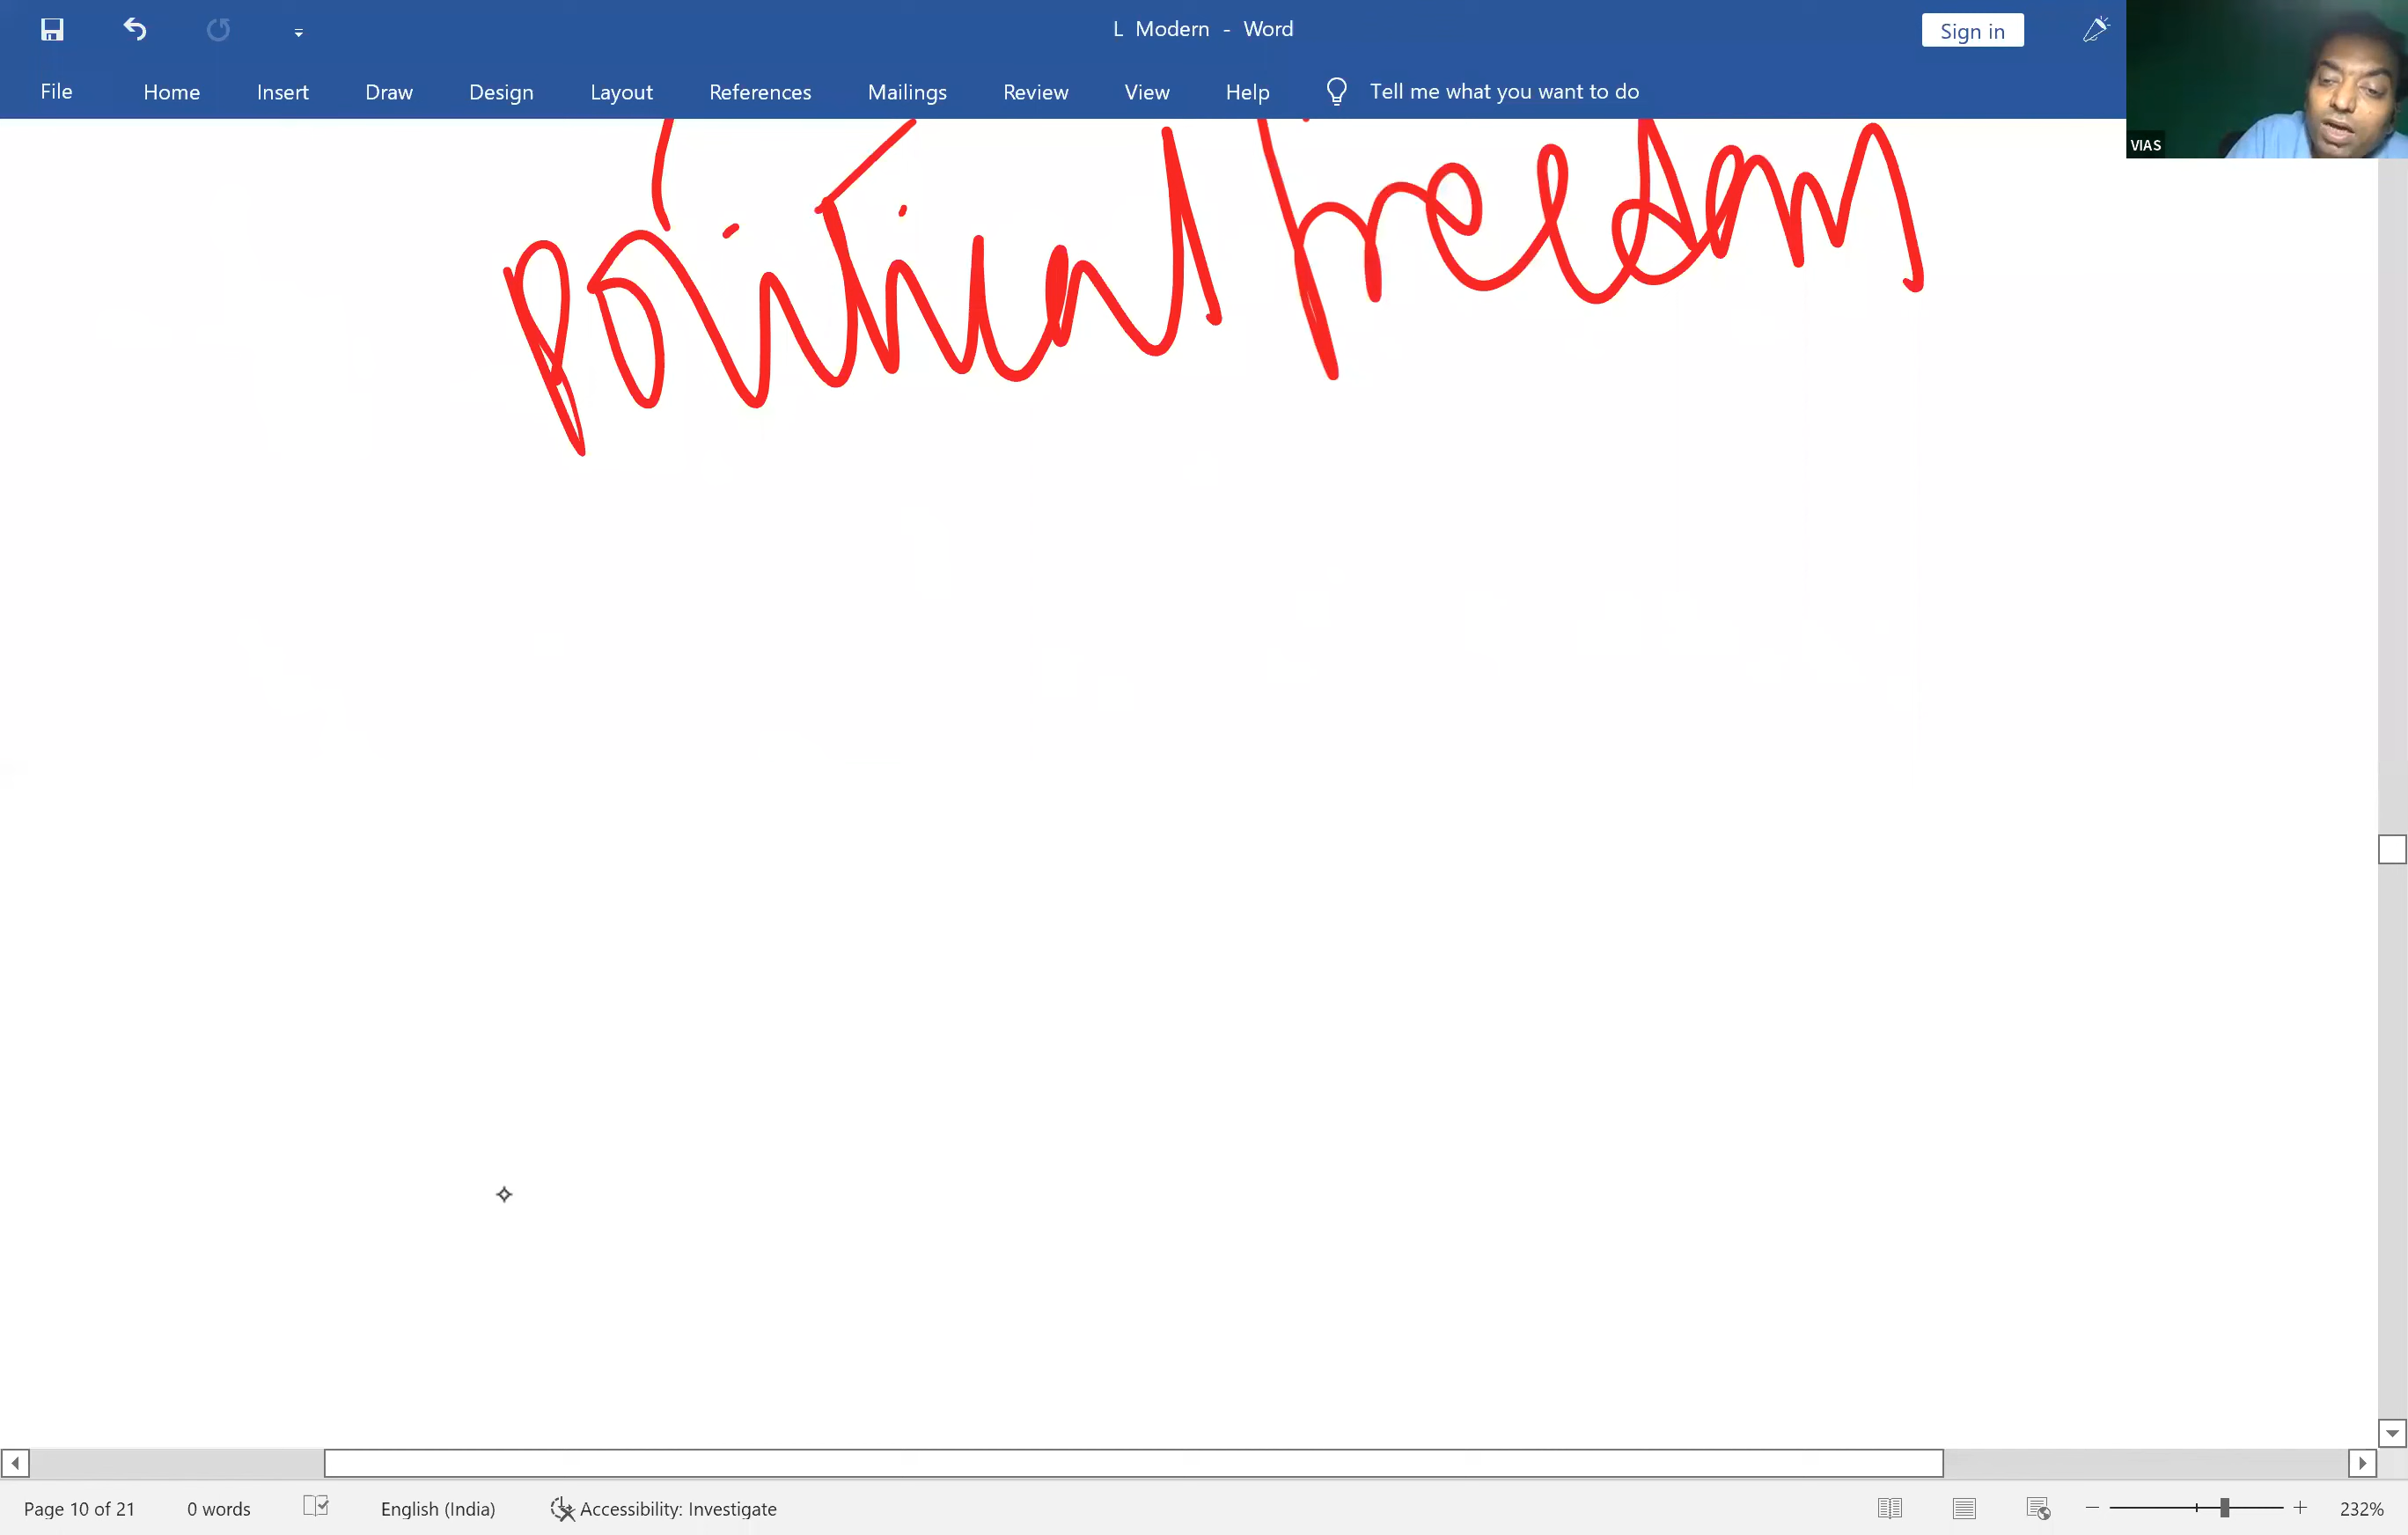 L Modern - Word
Sign in
VIAS
File Home Insert Draw Design Layout References Mailings Review View Help Tell me what you want to do
political freedom
Page 10 of 21 0 words English (India) Accessibility: Investigate 232%